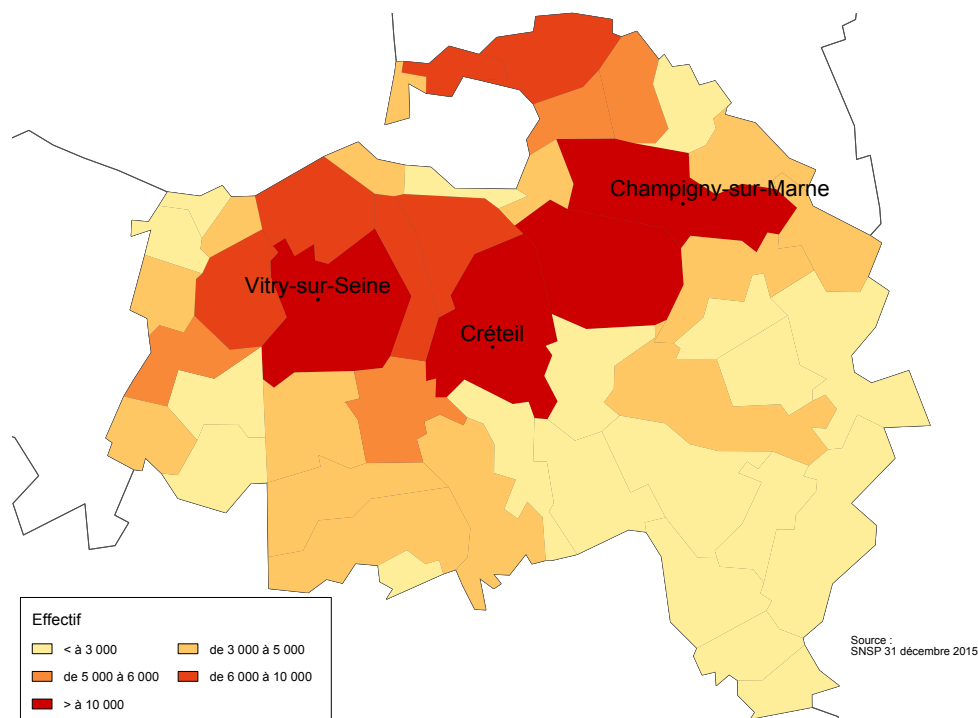 Champigny-sur-Marne
Vitry-sur-Seine
Créteil
Effectif
< à 3 000
de 3 000 à 5 000
de 5 000 à 6 000
de 6 000 à 10 000
> à 10 000
Source :
SNSP 31 décembre 2015